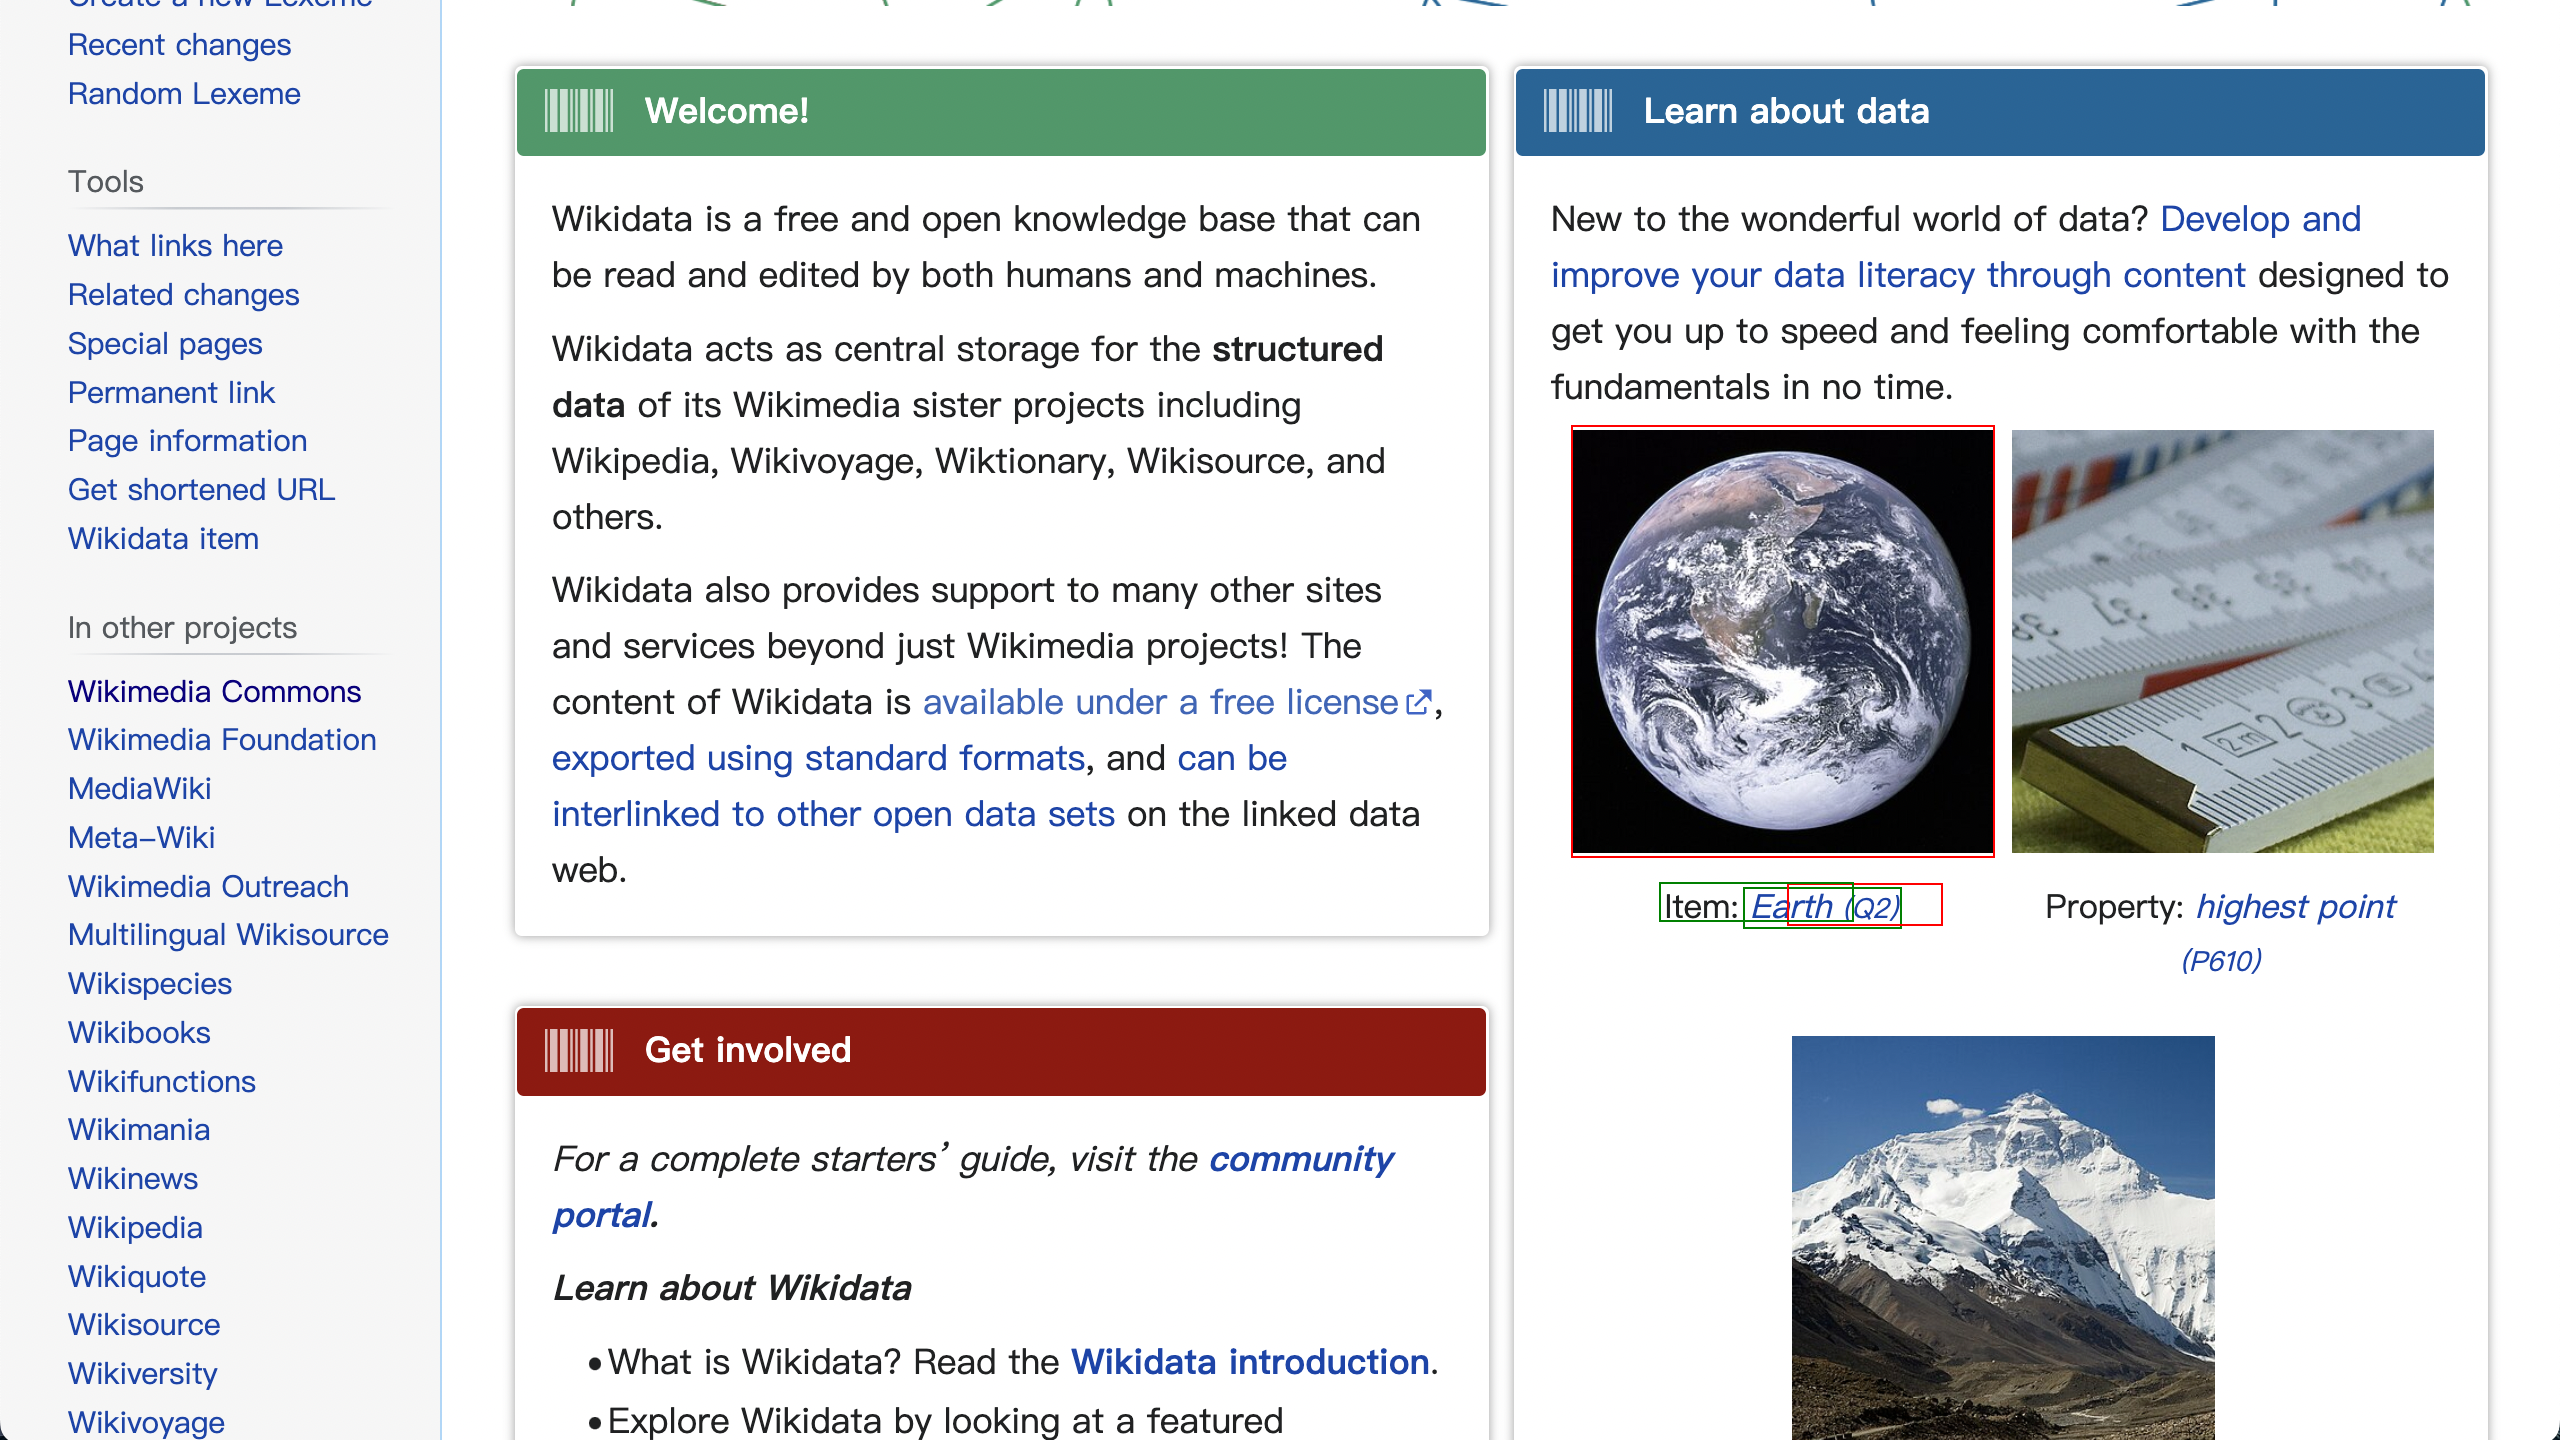 Create a new Lexeme
Recent changes
Random Lexeme
Tools
What links here
Related changes
Special pages
Permanent link
Page information
Get shortened URL
Wikidata item
In other projects
Wikimedia Commons
Wikimedia Foundation
MediaWiki
Meta-Wiki
Wikimedia Outreach
Multilingual Wikisource
Wikispecies
Wikibooks
Wikifunctions
Wikimania
Wikinews
Wikipedia
Wikiquote
Wikisource
Wikiversity
Wikivoyage
Welcome!
Wikidata is a free and open knowledge base that can
be read and edited by both humans and machines.
Wikidata acts as central storage for the structured
data of its Wikimedia sister projects including
Wikipedia, Wikivoyage, Wiktionary, Wikisource, and
others.
Wikidata also provides support to many other sites
and services beyond just Wikimedia projects! The
content of Wikidata is available under a free license,
exported using standard formats, and can be
interlinked to other open data sets on the linked data
web.
Get involved
For a complete starters’ guide, visit the community
portal.
Learn about Wikidata
•What is Wikidata? Read the Wikidata introduction.
•Explore Wikidata by looking at a featured
Learn about data
New to the wonderful world of data? Develop and
improve your data literacy through content designed to
get you up to speed and feeling comfortable with the
fundamentals in no time.
Item: Earth (Q2)
Property: highest point
(P610)